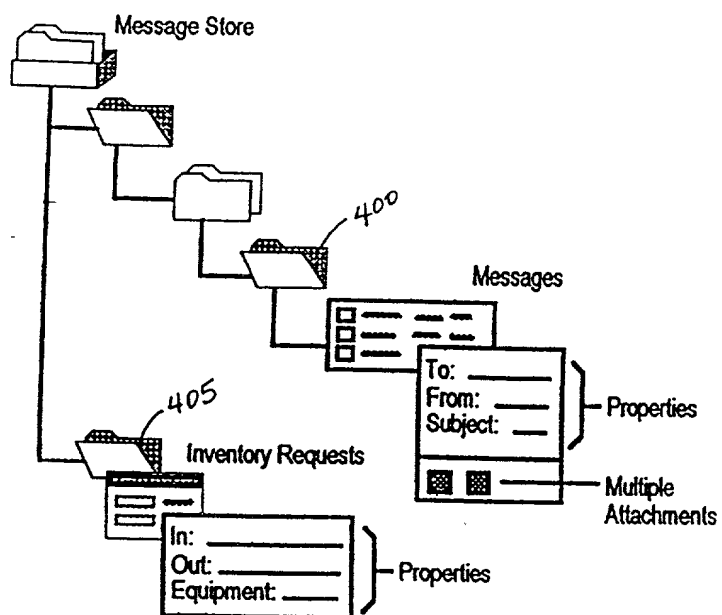 Message Store
400
Messages
To:
From:
Subject:
Properties
405
Inventory Requests
Multiple
Attachments
In:
Out:
Equipment:
Properties